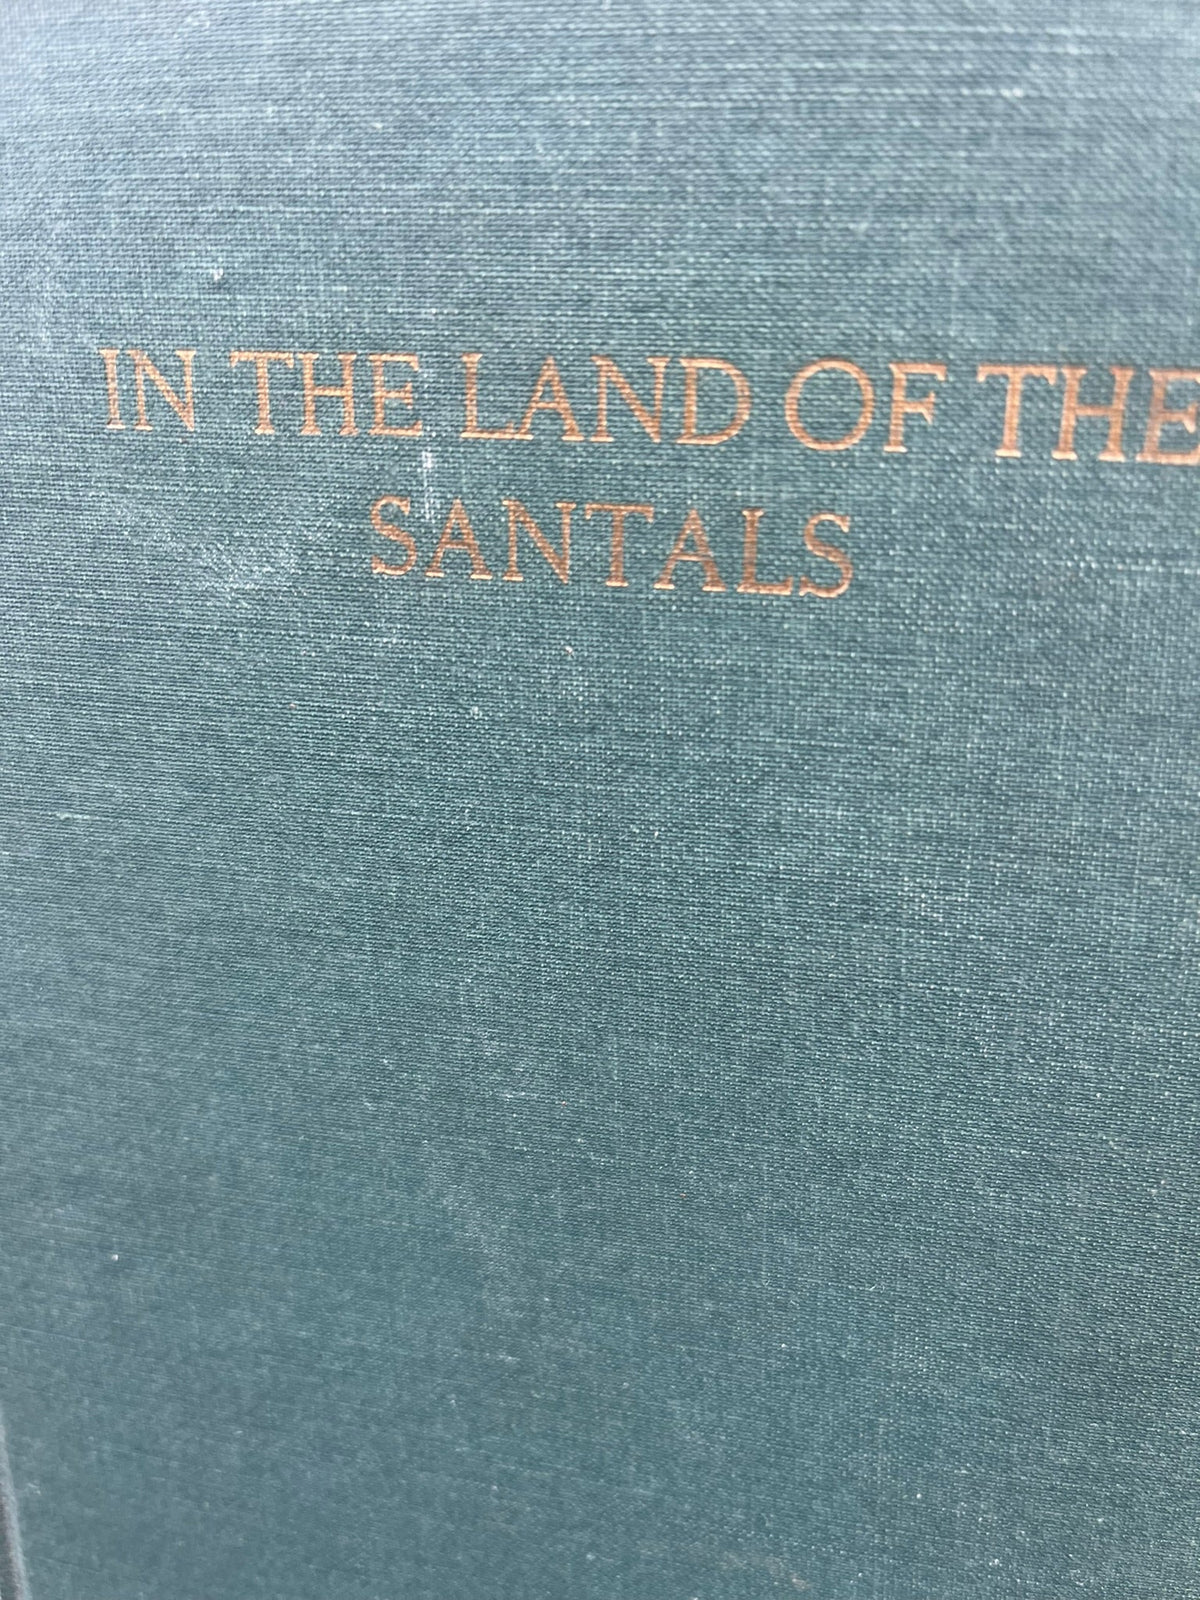 IN THE LAND OF THE
SANTALS